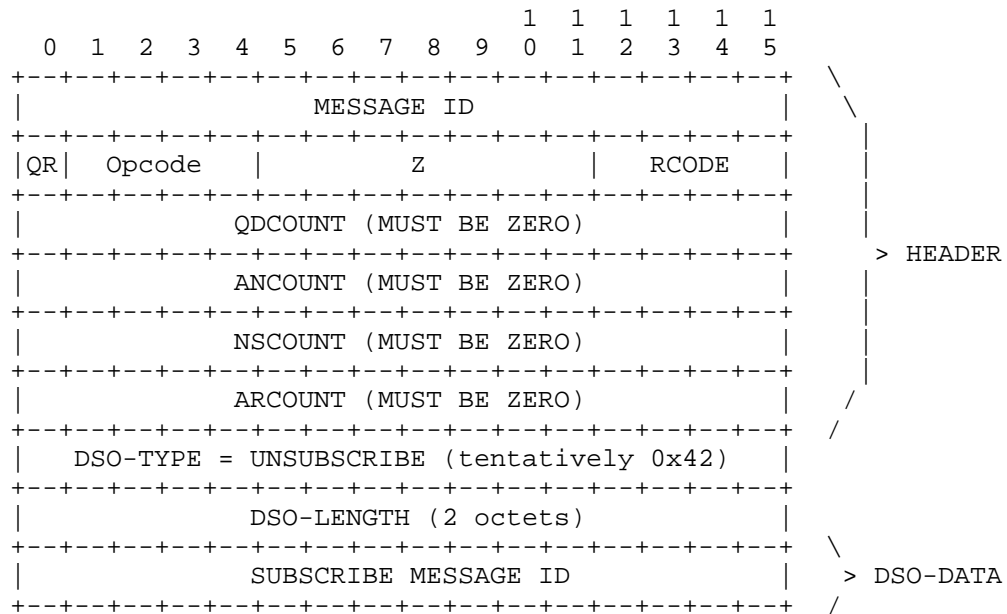 1   1   1   1   1   1
    0   1   2   3   4   5   6   7   8   9   0   1   2   3   4   5
+--+--+--+--+--+--+--+--+--+--+--+--+--+--+--+--+  \
|                  MESSAGE ID                   |   \
+--+--+--+--+--+--+--+--+--+--+--+--+--+--+--+--+    |
|QR|  Opcode   |         Z          |   RCODE   |    |
+--+--+--+--+--+--+--+--+--+--+--+--+--+--+--+--+    |
|             QDCOUNT (MUST BE ZERO)            |    |
+--+--+--+--+--+--+--+--+--+--+--+--+--+--+--+--+     > HEADER
|             ANCOUNT (MUST BE ZERO)            |    |
+--+--+--+--+--+--+--+--+--+--+--+--+--+--+--+--+    |
|             NSCOUNT (MUST BE ZERO)            |    |
+--+--+--+--+--+--+--+--+--+--+--+--+--+--+--+--+    |
|             ARCOUNT (MUST BE ZERO)            |   /
+--+--+--+--+--+--+--+--+--+--+--+--+--+--+--+--+  /
|   DSO-TYPE = UNSUBSCRIBE (tentatively 0x42)   |
+--+--+--+--+--+--+--+--+--+--+--+--+--+--+--+--+
|              DSO-LENGTH (2 octets)            |
+--+--+--+--+--+--+--+--+--+--+--+--+--+--+--+--+  \
|              SUBSCRIBE MESSAGE ID             |   > DSO-DATA
+--+--+--+--+--+--+--+--+--+--+--+--+--+--+--+--+  /